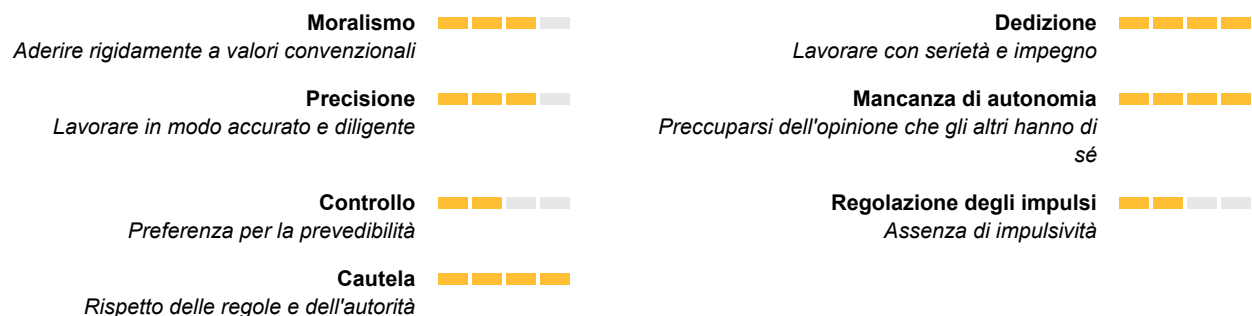 Moralismo
Aderire rigidamente a valori convenzionali
Precisione
Lavorare in modo accurato e diligente
Controllo
Preferenza per la prevedibilità
Cautela
Rispetto delle regole e dell'autorità
Dedizione
Lavorare con serietà e impegno
Mancanza di autonomia
Preccuparsi dell'opinione che gli altri hanno di
sé
Regolazione degli impulsi
Assenza di impulsività